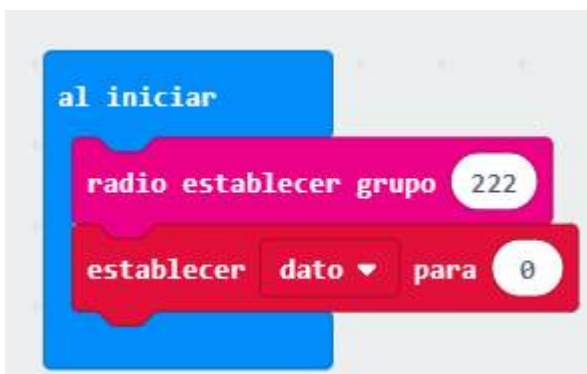 al iniciar
radio establecer grupo 222
establecer dato para 0